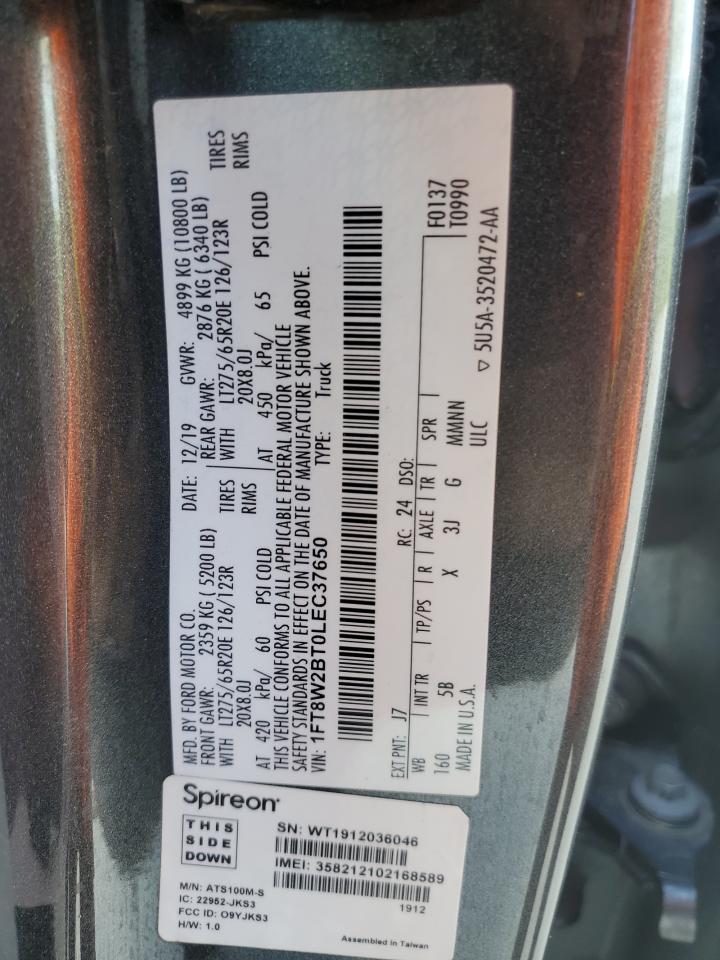 MFD. BY FORD MOTOR CO.
DATE: 12/19 GVWR: 4899 KG (10800 LB)
FRONT GAWR: 2359 KG ( 5200 LB)
REAR GAWR: 2876 KG ( 6340 LB)
WITH LT275/65R20E 126/123R TIRES
WITH LT275/65R20E 126/123R TIRES
20X8.0J RIMS
20X8.0J RIMS
AT 420 kPa/ 60 PSI COLD
AT 450 kPa/ 65 PSI COLD
THIS VEHICLE CONFORMS TO ALL APPLICABLE FEDERAL MOTOR VEHICLE
SAFETY STANDARDS IN EFFECT ON THE DATE OF MANUFACTURE SHOWN ABOVE.
VIN: 1FT8W2BT0LEC37650 TYPE: Truck
F0137
EXT PNT: J7 RC: 24 DSO: T0990
WB INT TR TP/PS R AXLE TR SPR
160 5B X 3J G MMNN
MADE IN U.S.A. ULC
▽ 5U5A-3520472-AA
Spireon
THIS
SIDE
DOWN
SN: WT1912036046
IMEI: 358212102168589
1912
M/N: ATS100M-S
IC: 22952-JKS3
FCC ID: O9YJKS3
H/W: 1.0
Assembled in Taiwan